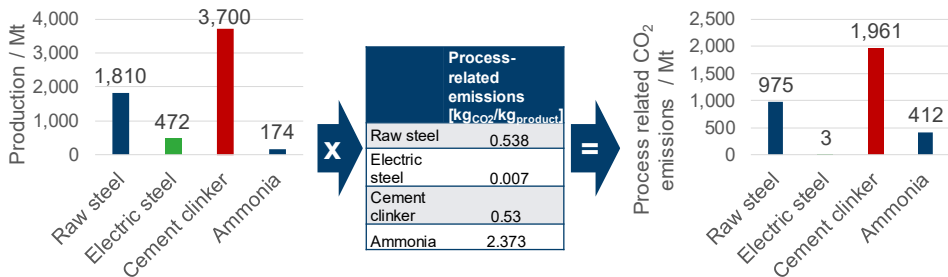 Production / Mt
4,000
3,000
2,000
1,000
0
1,810
472
3,700
174
Raw steel
Electric steel
Cement clinker
Ammonia
x
Process-
related
emissions
[kgCO2/kgproduct]
Raw steel 0.538
Electric
steel 0.007
Cement
clinker 0.53
Ammonia 2.373
=
Process related CO2
emissions / Mt
2,500
2,000
1,500
1,000
500
0
975
3
1,961
412
Raw steel
Electric steel
Cement clinker
Ammonia